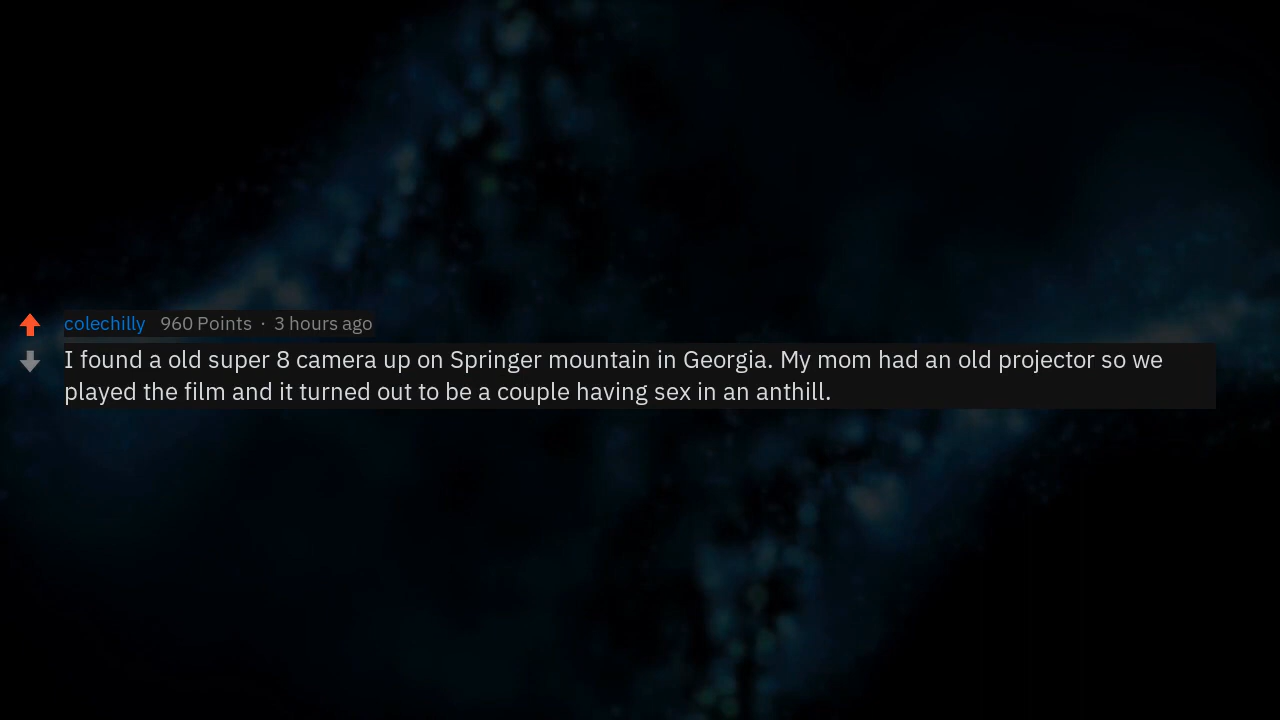 colechilly 960 Points · 3 hours ago
I found a old super 8 camera up on Springer mountain in Georgia. My mom had an old projector so we
played the film and it turned out to be a couple having sex in an anthill.